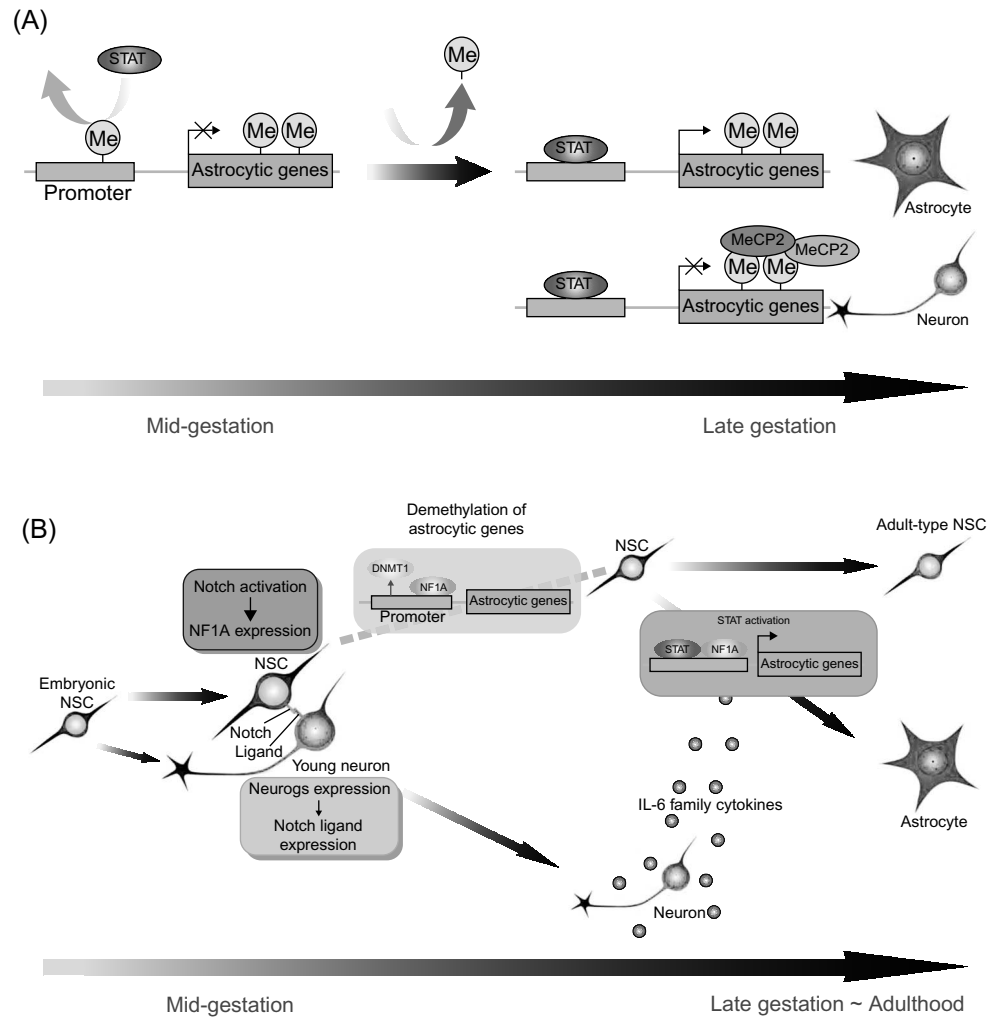 (A)
STAT
Me
Me
Me Me
Promoter
Astrocytic genes
STAT
Me Me
Astrocytic genes
Astrocyte
MeCP2
MeCP2
STAT
Me Me
Astrocytic genes
Neuron
Mid-gestation
Late gestation
(B)
Demethylation of
astrocytic genes
DNMT1
NF1A
Promoter
Astrocytic genes
NSC
Adult-type NSC
Notch activation
NF1A expression
STAT activation
STAT
NF1A
Astrocytic genes
Embryonic
NSC
NSC
Notch
Ligand
Young neuron
Neurogs expression
Notch ligand
expression
IL-6 family cytokines
Astrocyte
Neuron
Mid-gestation
Late gestation ~ Adulthood